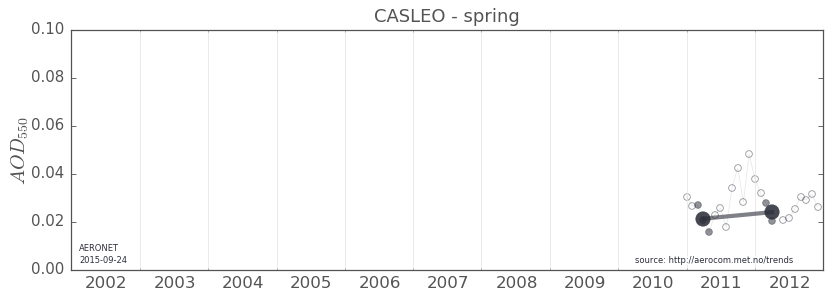 CASLEO - spring
0.10
0.08
0.06
0.04
0.02
0.00
AOD550
AERONET
2015-09-24
source: http://aerocom.met.no/trends
2002 2003 2004 2005 2006 2007 2008 2009 2010 2011 2012